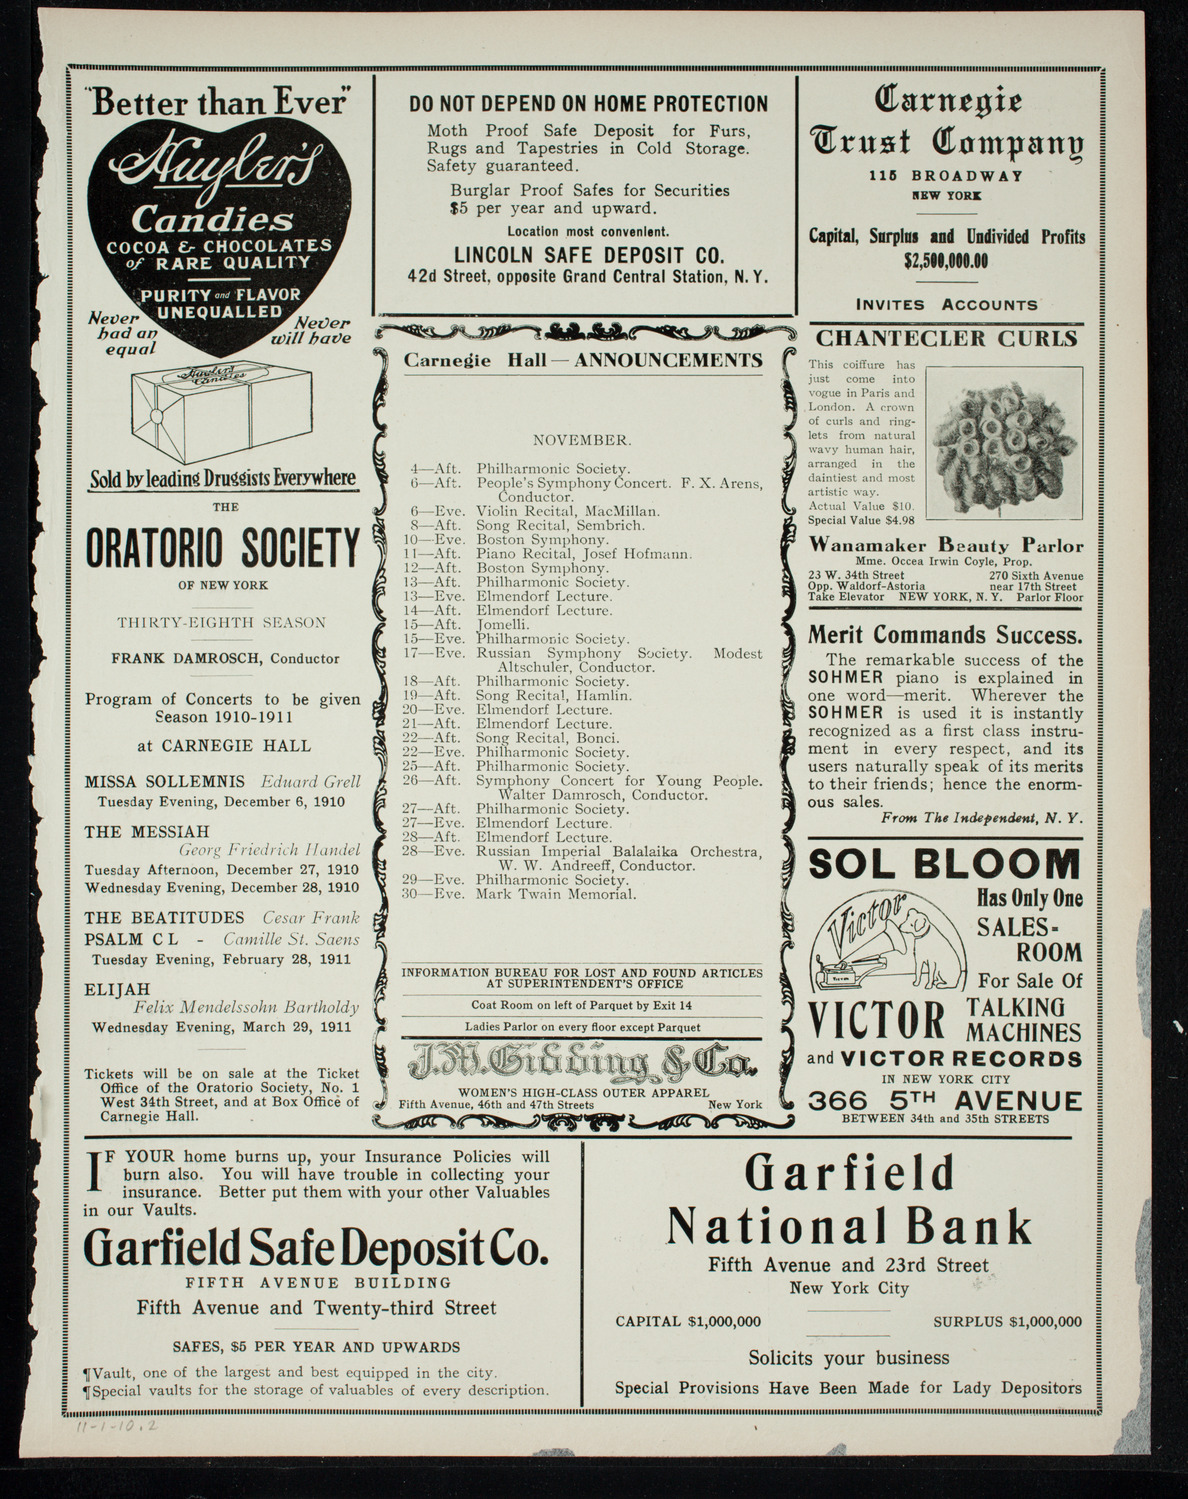 "Better than Ever"
Huyler's
Candies
COCOA & CHOCOLATES
of RARE QUALITY
PURITY and FLAVOR
UNEQUALLED
Never
had an
equal
Never
will have
Huyler's
Candies
Sold by leading Druggists Everywhere
THE
ORATORIO SOCIETY
OF NEW YORK
THIRTY-EIGHTH SEASON
FRANK DAMROSCH, Conductor
Program of Concerts to be given
Season 1910-1911
at CARNEGIE HALL
MISSA SOLLEMNIS Eduard Grell
Tuesday Evening, December 6, 1910
THE MESSIAH
Georg Friedrich Handel
Tuesday Afternoon, December 27, 1910
Wednesday Evening, December 28, 1910
THE BEATITUDES Cesar Frank
PSALM C L - Camille St. Saens
Tuesday Evening, February 28, 1911
ELIJAH
Felix Mendelssohn Bartholdy
Wednesday Evening, March 29, 1911
Tickets will be on sale at the Ticket
Office of the Oratorio Society, No. 1
West 34th Street, and at Box Office of
Carnegie Hall.
DO NOT DEPEND ON HOME PROTECTION
Moth Proof Safe Deposit for Furs,
Rugs and Tapestries in Cold Storage.
Safety guaranteed.
Burglar Proof Safes for Securities
$5 per year and upward.
Location most convenient.
LINCOLN SAFE DEPOSIT CO.
42d Street, opposite Grand Central Station, N. Y.
Carnegie Hall—ANNOUNCEMENTS
NOVEMBER.
4—Aft. Philharmonic Society.
6—Aft. People's Symphony Concert. F. X. Arens,
Conductor.
6—Eve. Violin Recital, MacMillan.
8—Aft. Song Recital, Sembrich.
10—Eve. Boston Symphony.
11—Aft. Piano Recital, Josef Hofmann.
12—Aft. Boston Symphony.
13—Aft. Philharmonic Society.
13—Eve. Elmendorf Lecture.
14—Aft. Elmendorf Lecture.
15—Aft. Jomelli.
15—Eve. Philharmonic Society.
17—Eve. Russian Symphony Society. Modest
Altschuler, Conductor.
18—Aft. Philharmonic Society.
19—Aft. Song Recital, Hamlin.
20—Eve. Elmendorf Lecture.
21—Aft. Elmendorf Lecture.
22—Aft. Song Recital, Bonci.
22—Eve. Philharmonic Society.
25—Aft. Philharmonic Society.
26—Aft. Symphony Concert for Young People.
Walter Damrosch, Conductor.
27—Aft. Philharmonic Society.
27—Eve. Elmendorf Lecture.
28—Aft. Elmendorf Lecture.
28—Eve. Russian Imperial Balalaika Orchestra,
W. W. Andreeff, Conductor.
29—Eve. Philharmonic Society.
30—Eve. Mark Twain Memorial.
INFORMATION BUREAU FOR LOST AND FOUND ARTICLES
AT SUPERINTENDENT'S OFFICE
Coat Room on left of Parquet by Exit 14
Ladies Parlor on every floor except Parquet
J. M. Gidding & Co.
WOMEN'S HIGH-CLASS OUTER APPAREL
Fifth Avenue, 46th and 47th Streets New York
Carnegie
Trust Company
115 BROADWAY
NEW YORK
Capital, Surplus and Undivided Profits
$2,500,000.00
INVITES ACCOUNTS
CHANTECLER CURLS
This coiffure has
just come into
vogue in Paris and
London. A crown
of curls and ring-
lets from natural
wavy human hair,
arranged in the
daintiest and most
artistic way.
Actual Value $10.
Special Value $4.98
Wanamaker Beauty Parlor
Mme. Occea Irwin Coyle, Prop.
23 W. 34th Street 270 Sixth Avenue
Opp. Waldorf-Astoria near 17th Street
Take Elevator NEW YORK, N. Y. Parlor Floor
Merit Commands Success.
The remarkable success of the
SOHMER piano is explained in
one word—merit. Wherever the
SOHMER is used it is instantly
recognized as a first class instru-
ment in every respect, and its
users naturally speak of its merits
to their friends; hence the enorm-
ous sales.
From The Independent, N. Y.
SOL BLOOM
Victor
Has Only One
SALES-
ROOM
For Sale Of
VICTOR TALKING
MACHINES
and VICTOR RECORDS
IN NEW YORK CITY
366 5TH AVENUE
BETWEEN 34th and 35th STREETS
IF YOUR home burns up, your Insurance Policies will
burn also. You will have trouble in collecting your
insurance. Better put them with your other Valuables
in our Vaults.
Garfield Safe Deposit Co.
FIFTH AVENUE BUILDING
Fifth Avenue and Twenty-third Street
SAFES, $5 PER YEAR AND UPWARDS
¶Vault, one of the largest and best equipped in the city.
¶Special vaults for the storage of valuables of every description.
Garfield
National Bank
Fifth Avenue and 23rd Street
New York City
CAPITAL $1,000,000 SURPLUS $1,000,000
Solicits your business
Special Provisions Have Been Made for Lady Depositors
11-1-10.2